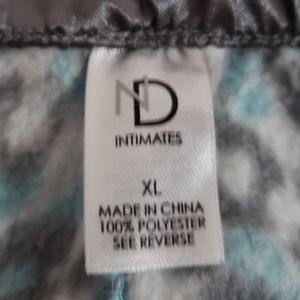 ND
INTIMATES
XL
MADE IN CHINA
100% POLYESTER
SEE REVERSE